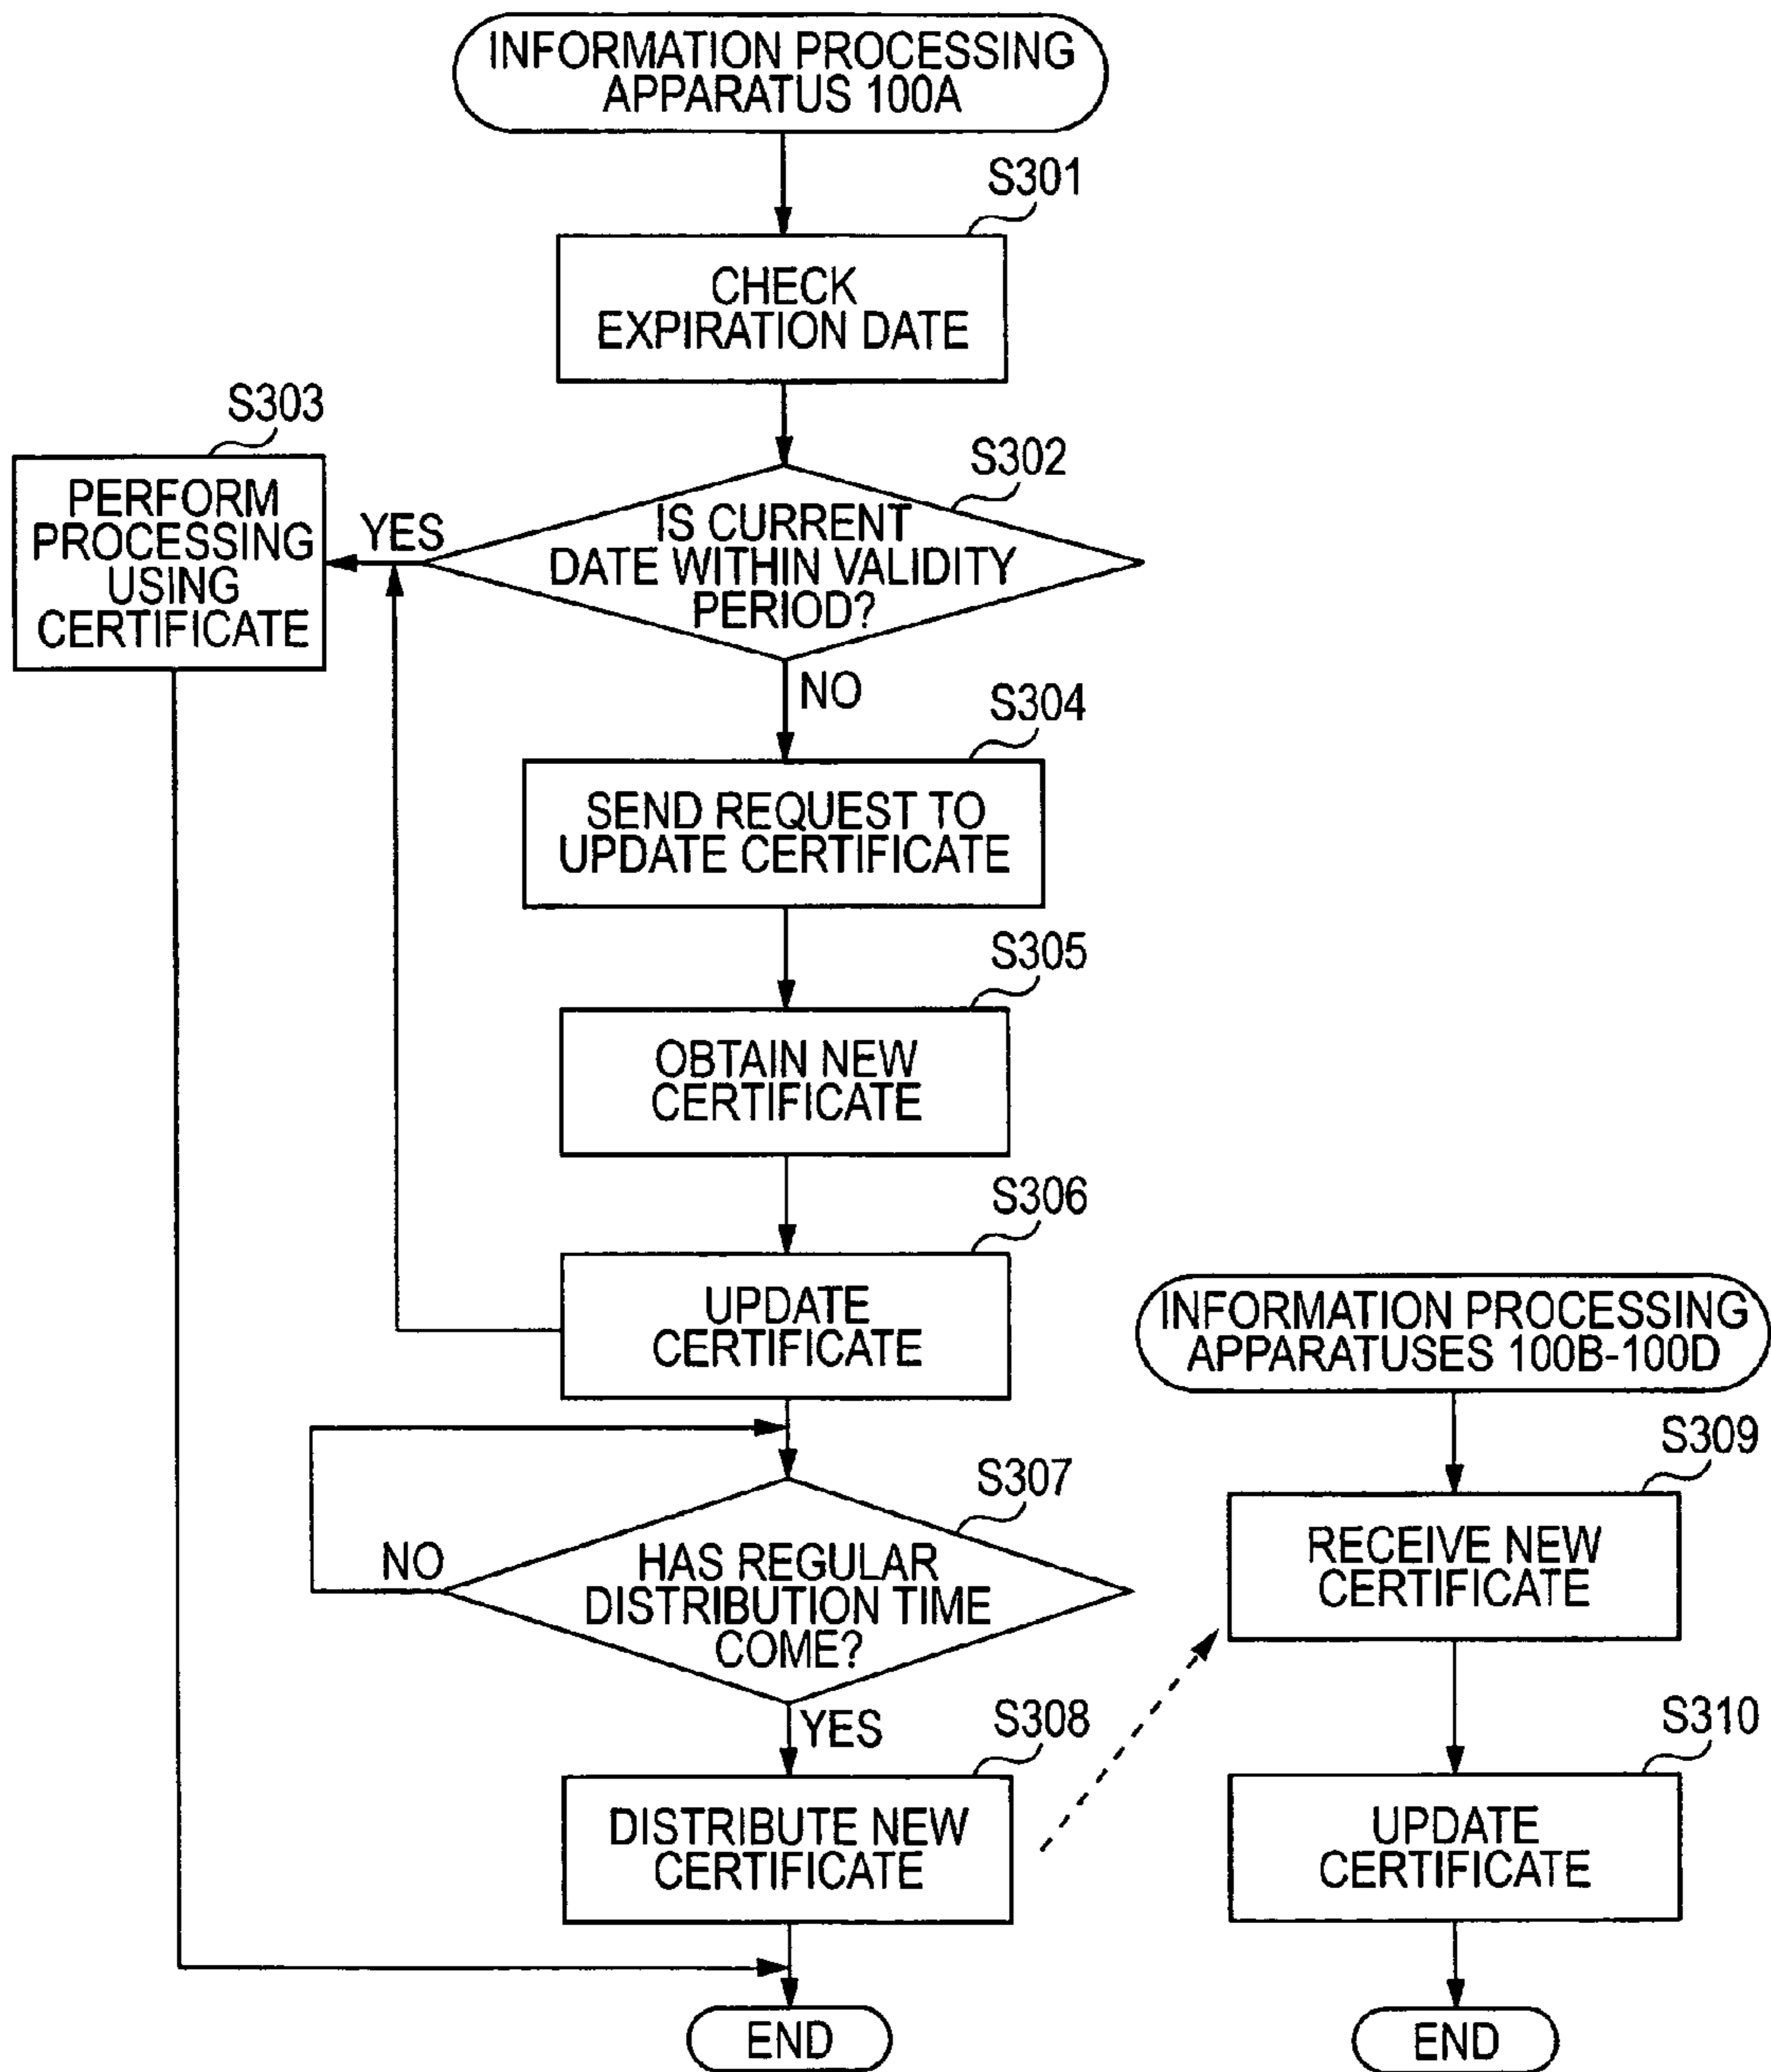 INFORMATION PROCESSING
APPARATUS 100A
S301
CHECK
EXPIRATION DATE
S303
PERFORM
PROCESSING
USING
CERTIFICATE
YES
S302
IS CURRENT
DATE WITHIN VALIDITY
PERIOD?
NO
S304
SEND REQUEST TO
UPDATE CERTIFICATE
S305
OBTAIN NEW
CERTIFICATE
S306
UPDATE
CERTIFICATE
S307
HAS REGULAR
DISTRIBUTION TIME
COME?
NO
YES
S308
DISTRIBUTE NEW
CERTIFICATE
END
INFORMATION PROCESSING
APPARATUSES 100B-100D
S309
RECEIVE NEW
CERTIFICATE
S310
UPDATE
CERTIFICATE
END